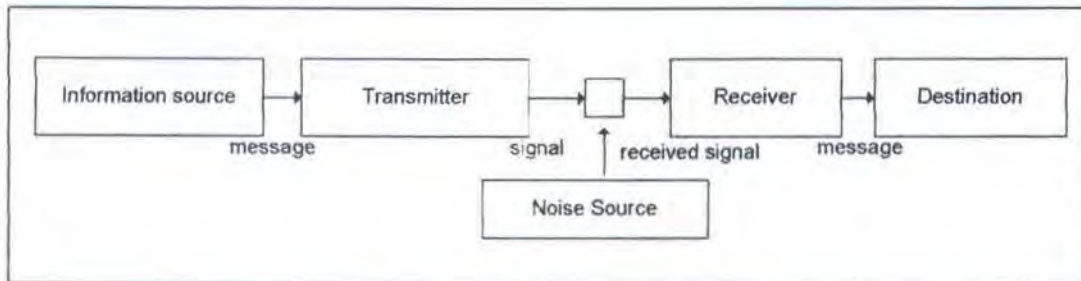 Information source
Transmitter
Receiver
Destination
message
signal
received signal
message
Noise Source